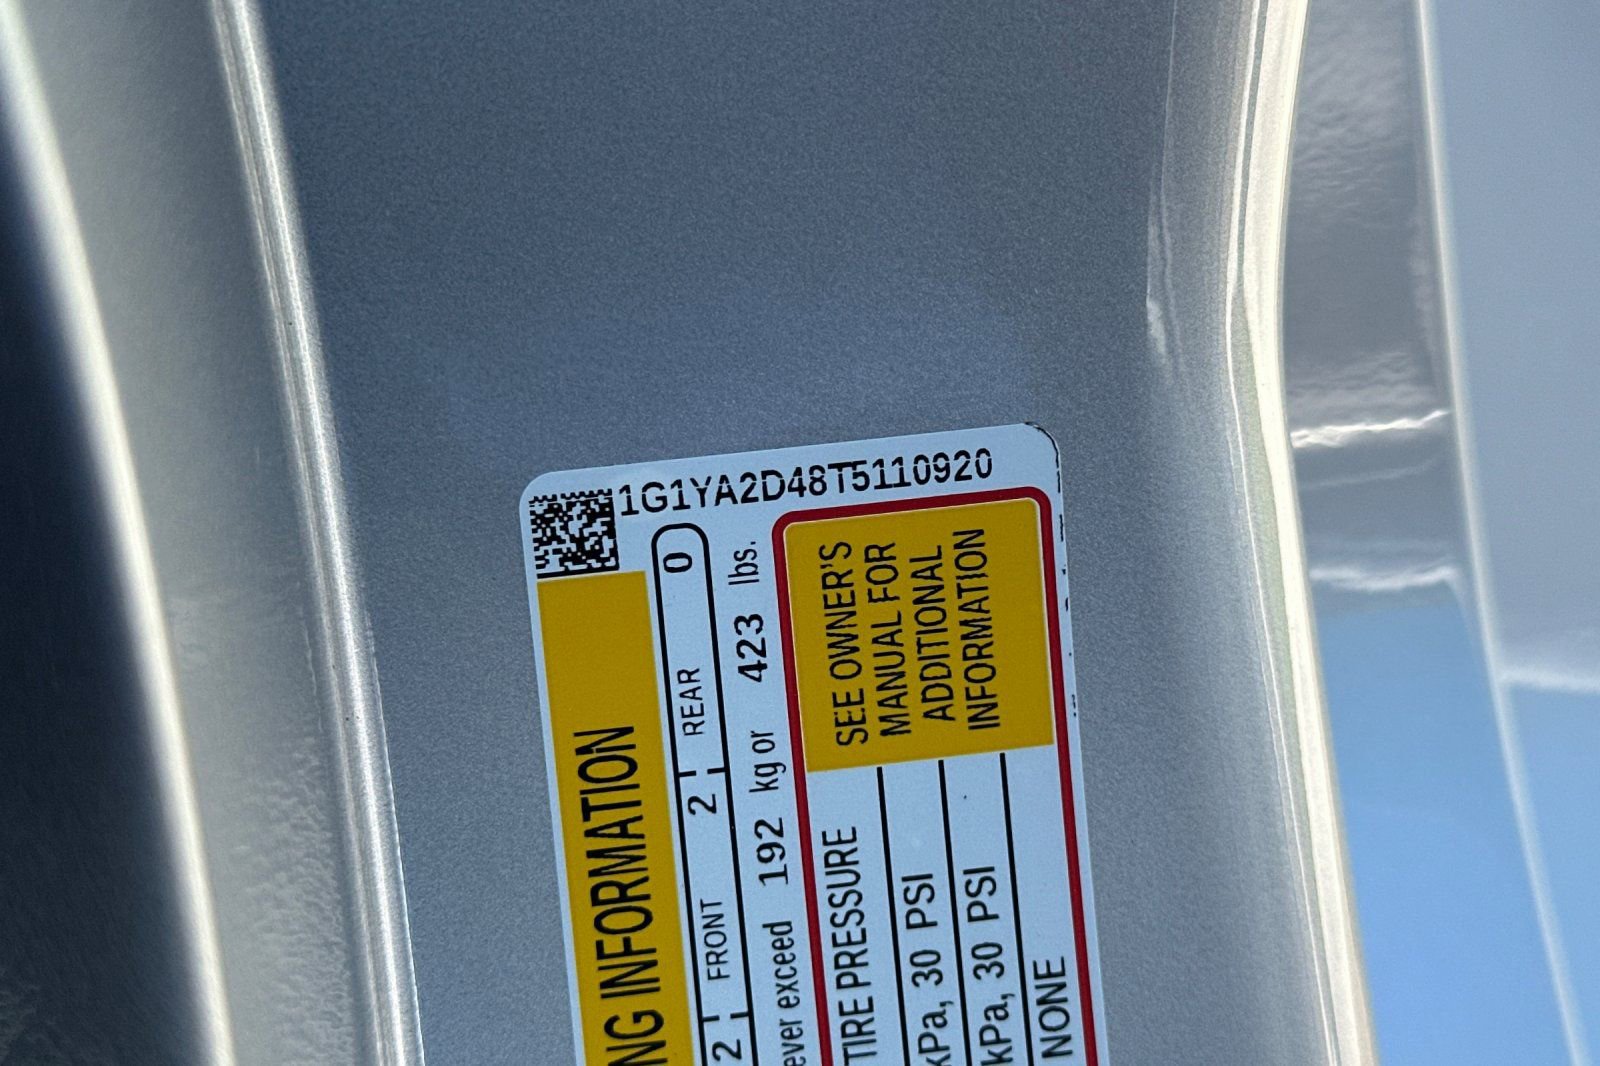 1G1YA2D48T5110920
NG INFORMATION
2 FRONT 2 REAR 0
ever exceed 192 kg or 423 lbs.
TIRE PRESSURE
kPa, 30 PSI
kPa, 30 PSI
NONE
SEE OWNER'S
MANUAL FOR
ADDITIONAL
INFORMATION